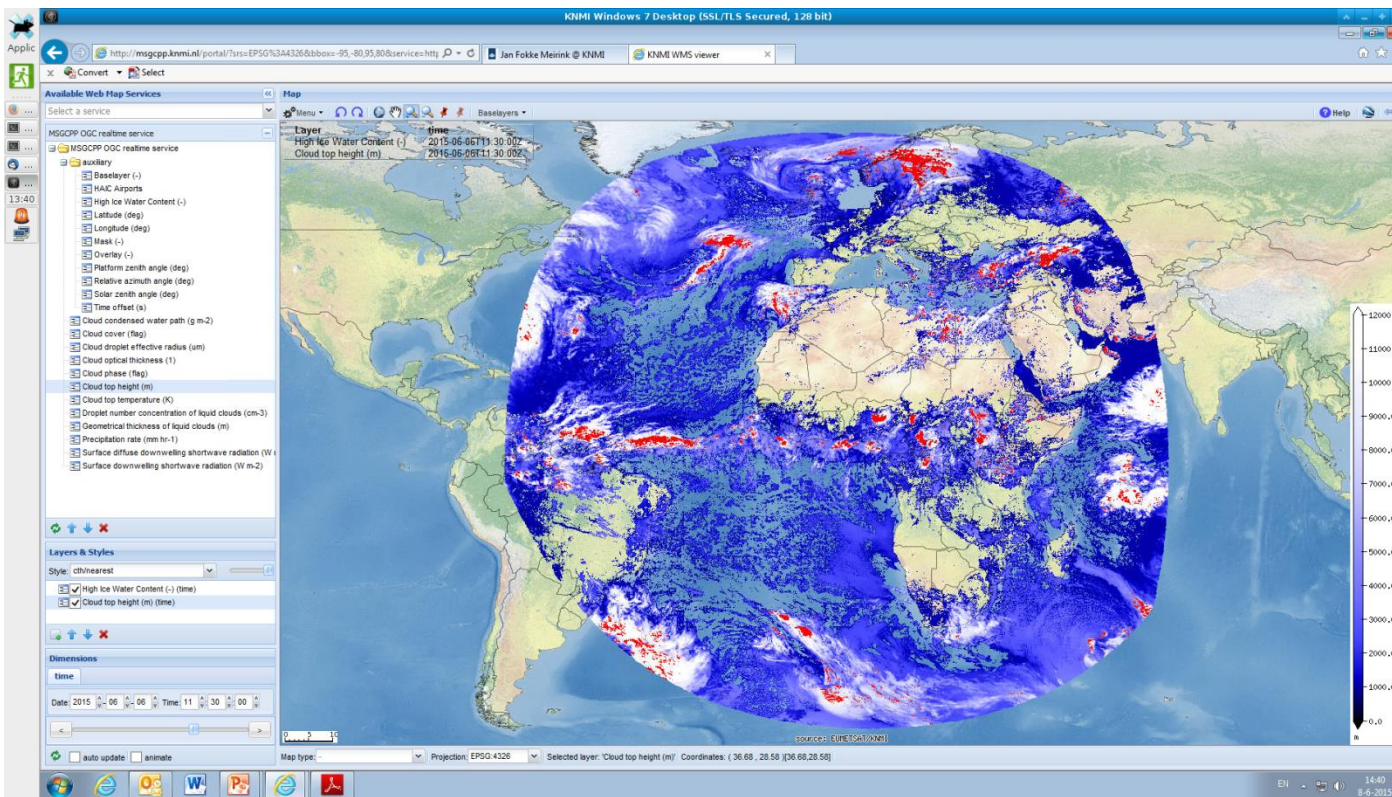 KNMI Windows 7 Desktop (SSL/TLS Secured, 128 bit)
Applic
http://msgcpp.knmi.nl/portal/?srs=EPSG%3A4326&bbox=-95,-80,95,80&service=http
Jan Fokke Meirink @ KNMI
KNMI WMS viewer
x Convert Select
Available Web Map Services
Map
Select a service
Menu
Baselayers
Help
MSGCPP OGC realtime service
MSGCPP OGC realtime service
auxiliary
Baselayer (-)
HAIC Airports
High Ice Water Content (-)
Latitude (deg)
Longitude (deg)
Mask (-)
Overlay (-)
Platform zenith angle (deg)
Relative azimuth angle (deg)
Solar zenith angle (deg)
Time offset (s)
Cloud condensed water path (g m-2)
Cloud cover (flag)
Cloud droplet effective radius (um)
Cloud optical thickness (1)
Cloud phase (flag)
Cloud top height (m)
Cloud top temperature (K)
Droplet number concentration of liquid clouds (cm-3)
Geometrical thickness of liquid clouds (m)
Precipitation rate (mm hr-1)
Surface diffuse downwelling shortwave radiation (W
Surface downwelling shortwave radiation (W m-2)
13:40
Layer time
High Ice Water Content (-) 2015-06-06T11:30:00Z
Cloud top height (m) 2015-06-06T11:30:00Z
12000
11000
10000
9000.
8000.
7000.
6000.
5000.
4000.
3000.
2000.
1000.
0.0
m
Layers & Styles
Style: cth/nearest
High Ice Water Content (-) (time)
Cloud top height (m) (time)
Dimensions
time
Date: 2015 - 06 - 06 Time: 11 : 30 : 00
< >
auto update animate
0 5 10
source: EUMETSAT/KNMI
Map type: - Projection: EPSG:4326 Selected layer: 'Cloud top height (m)' Coordinates: ( 36.68 , 28.58 )[36.68,28.58]
EN
14:40
8-6-2015